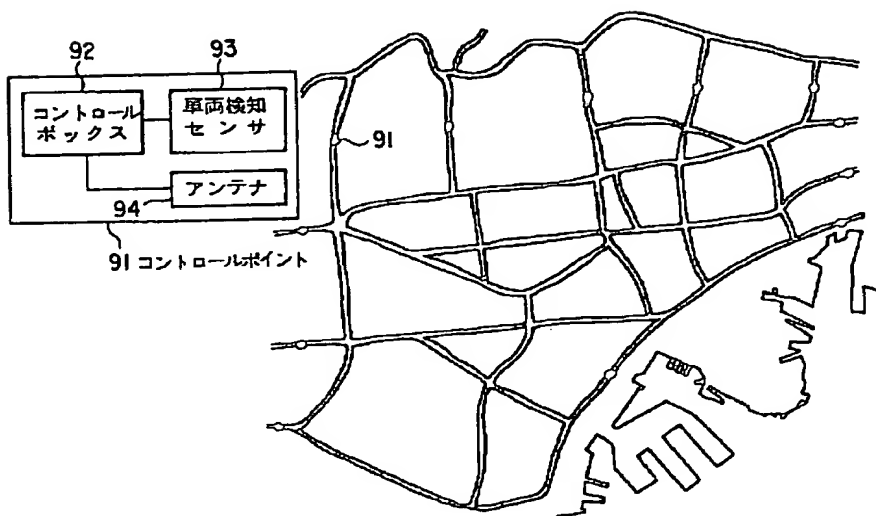 92
93
コントロール
ボックス
車両検知
センサ
アンテナ
94
91 コントロールポイント
91